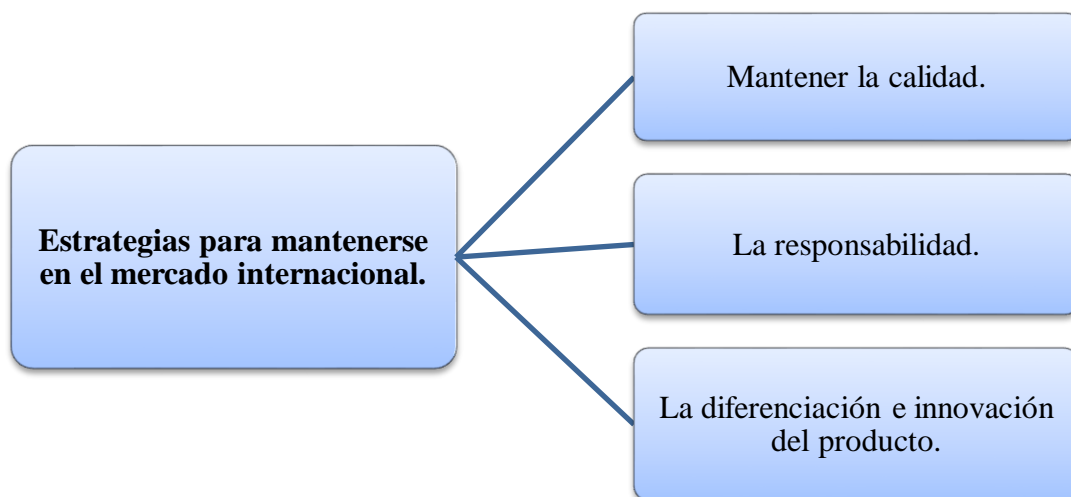 Estrategias para mantenerse
en el mercado internacional.
Mantener la calidad.
La responsabilidad.
La diferenciación e innovación
del producto.